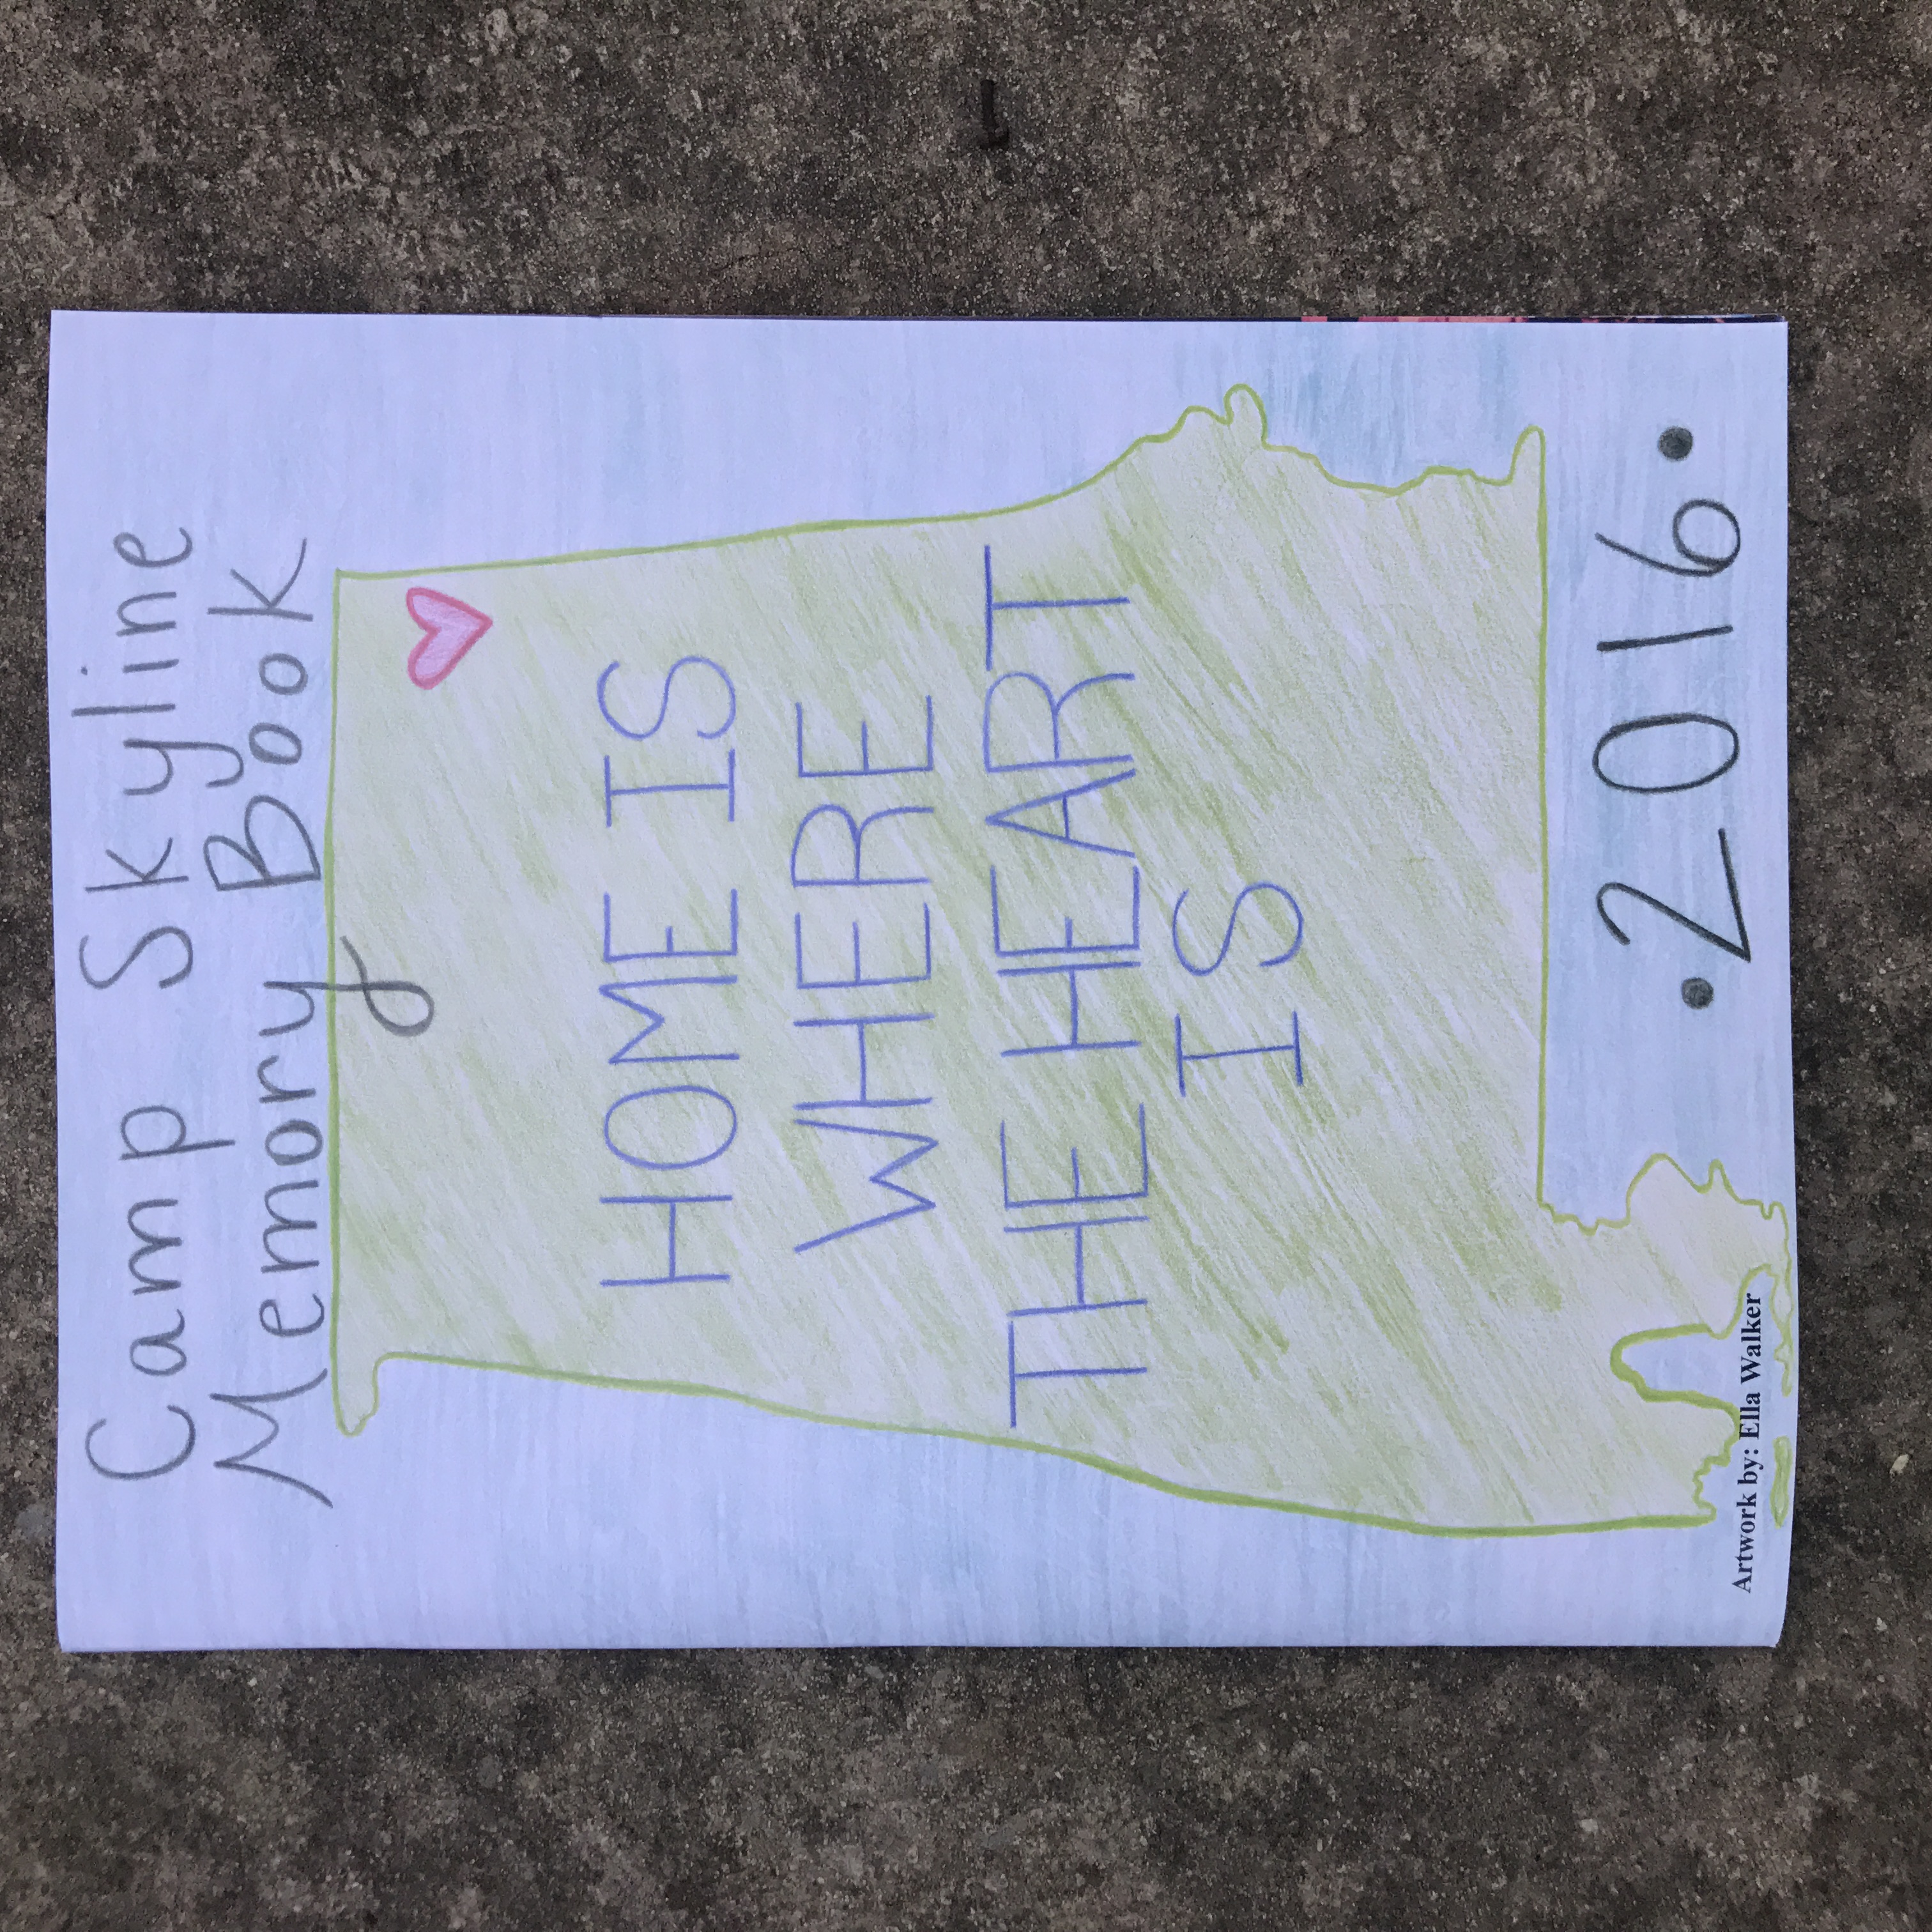 Camp Skyline
Memory Book
HOME IS
WHERE
THE HEART
IS
•2016•
Artwork by: Ella Walker